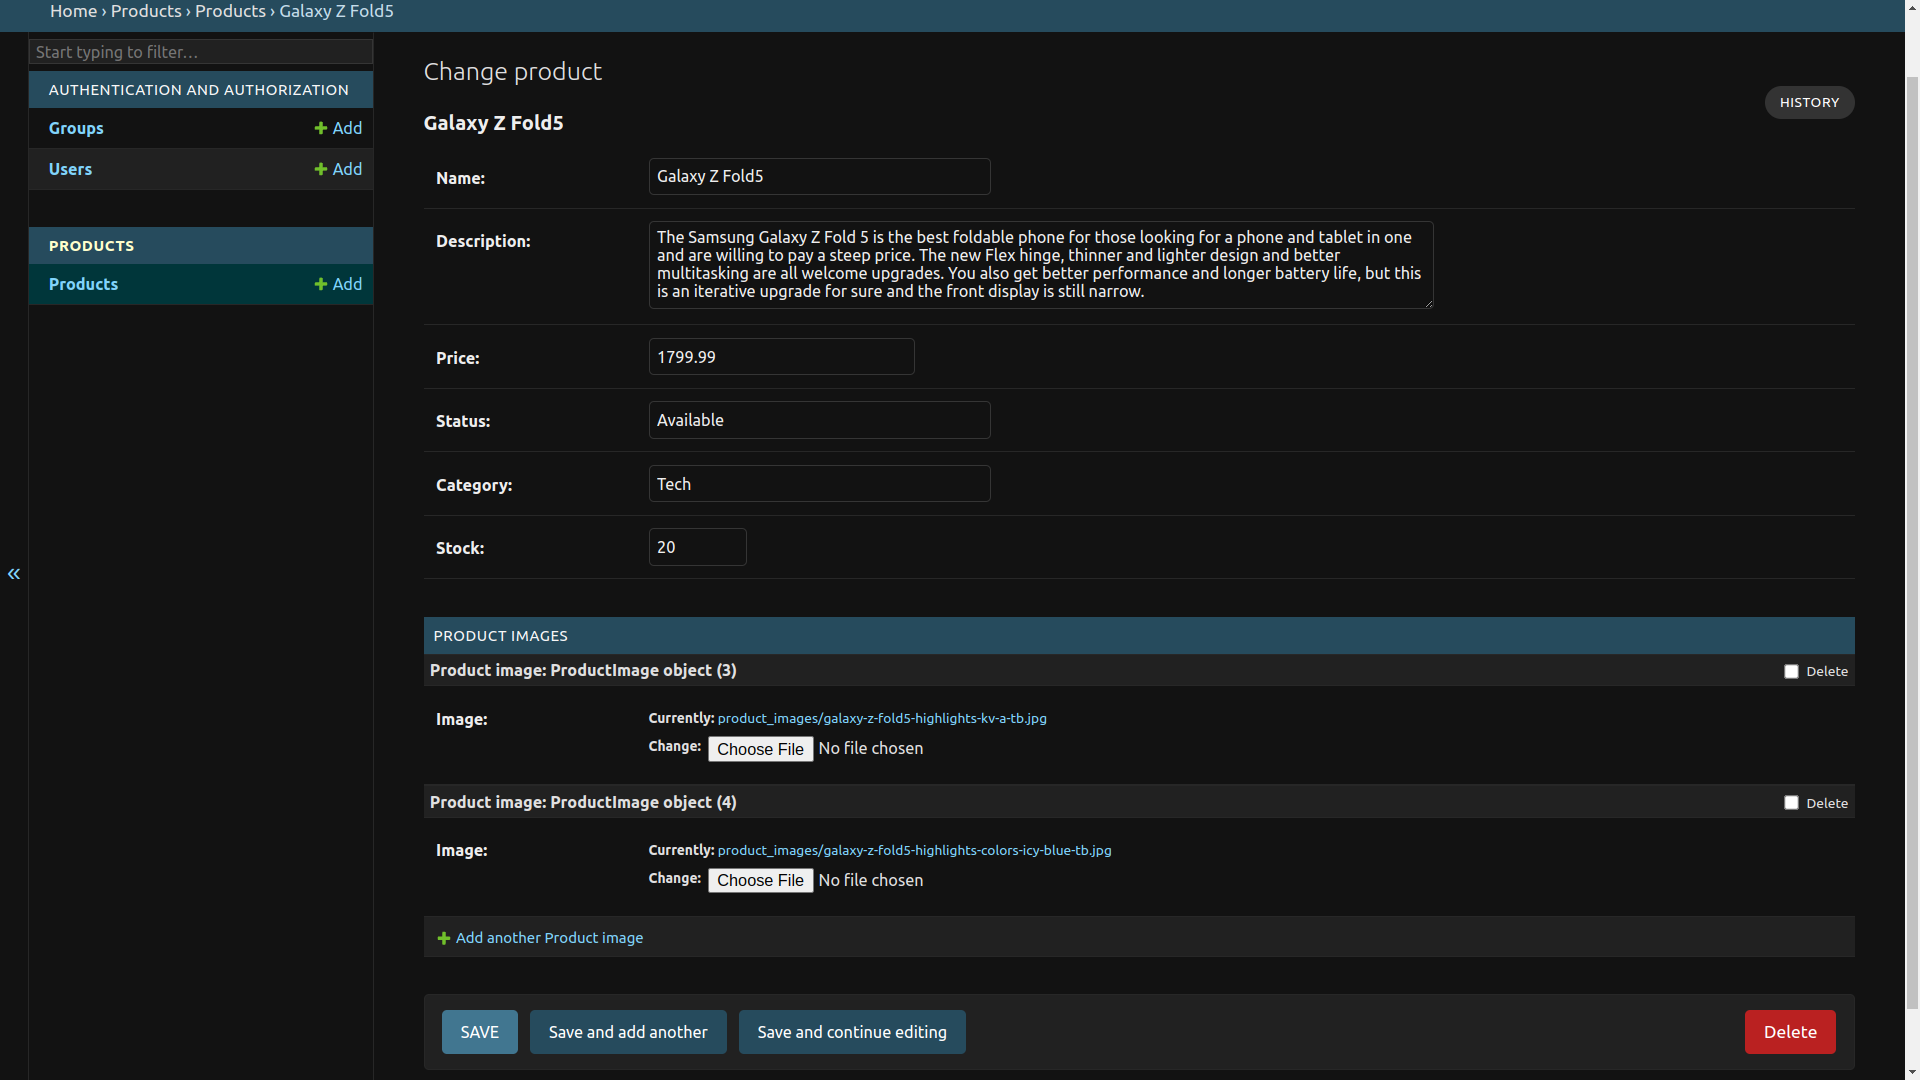 Home › Products › Products › Galaxy Z Fold5
Start typing to filter…
AUTHENTICATION AND AUTHORIZATION
Groups
Add
Users
Add
PRODUCTS
Products
Add
«
Change product
HISTORY
Galaxy Z Fold5
Name:
Galaxy Z Fold5
Description:
The Samsung Galaxy Z Fold 5 is the best foldable phone for those looking for a phone and tablet in one
and are willing to pay a steep price. The new Flex hinge, thinner and lighter design and better
multitasking are all welcome upgrades. You also get better performance and longer battery life, but this
is an iterative upgrade for sure and the front display is still narrow.
Price:
1799.99
Status:
Available
Category:
Tech
Stock:
20
PRODUCT IMAGES
Product image: ProductImage object (3)
Delete
Image:
Currently: product_images/galaxy-z-fold5-highlights-kv-a-tb.jpg
Change: Choose File No file chosen
Product image: ProductImage object (4)
Delete
Image:
Currently: product_images/galaxy-z-fold5-highlights-colors-icy-blue-tb.jpg
Change: Choose File No file chosen
Add another Product image
SAVE
Save and add another
Save and continue editing
Delete